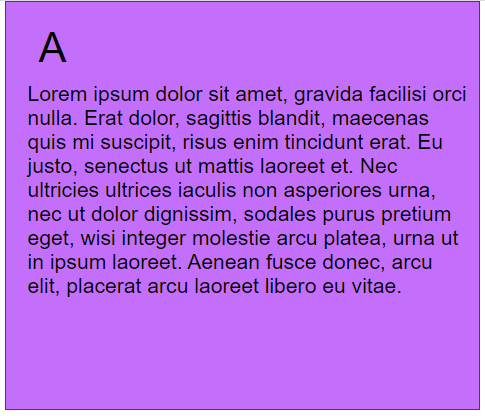 A
Lorem ipsum dolor sit amet, gravida facilisi orci
nulla. Erat dolor, sagittis blandit, maecenas
quis mi suscipit, risus enim tincidunt erat. Eu
justo, senectus ut mattis laoreet et. Nec
ultricies ultrices iaculis non asperiores urna,
nec ut dolor dignissim, sodales purus pretium
eget, wisi integer molestie arcu platea, urna ut
in ipsum laoreet. Aenean fusce donec, arcu
elit, placerat arcu laoreet libero eu vitae.